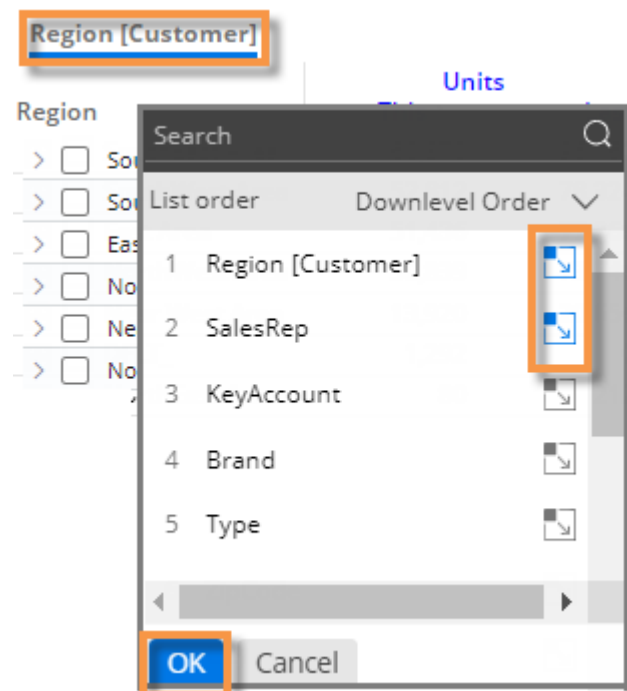 Region [Customer]
Units
Region
Search
List order Downlevel Order
1 Region [Customer]
2 SalesRep
3 KeyAccount
4 Brand
5 Type
OK Cancel